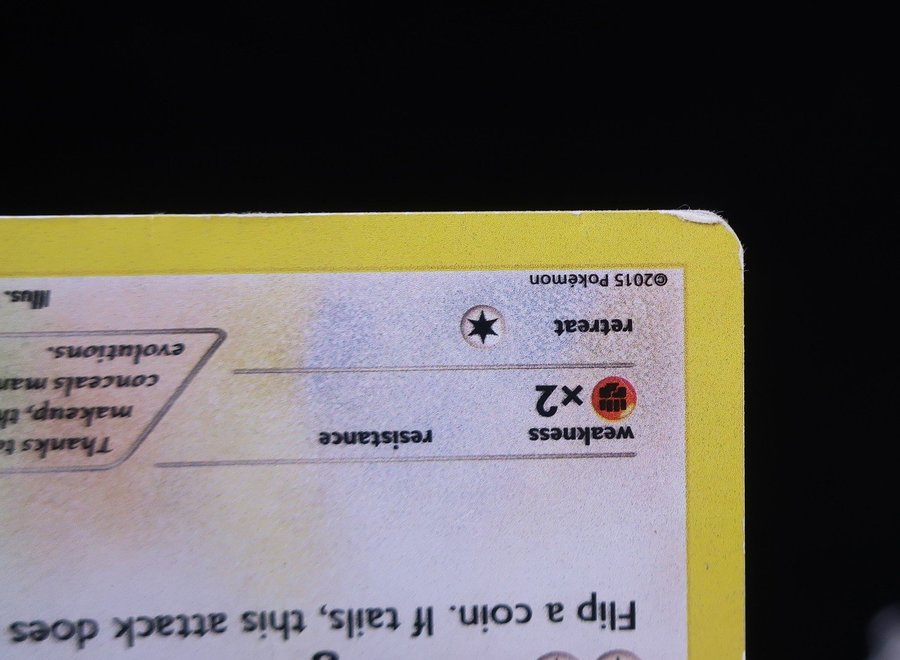 Flip a coin. If tails, this attack does
weakness resistance
×2
retreat
©2015 Pokémon
Thanks to
makeup, th
conceals man
evolutions.
Illus.